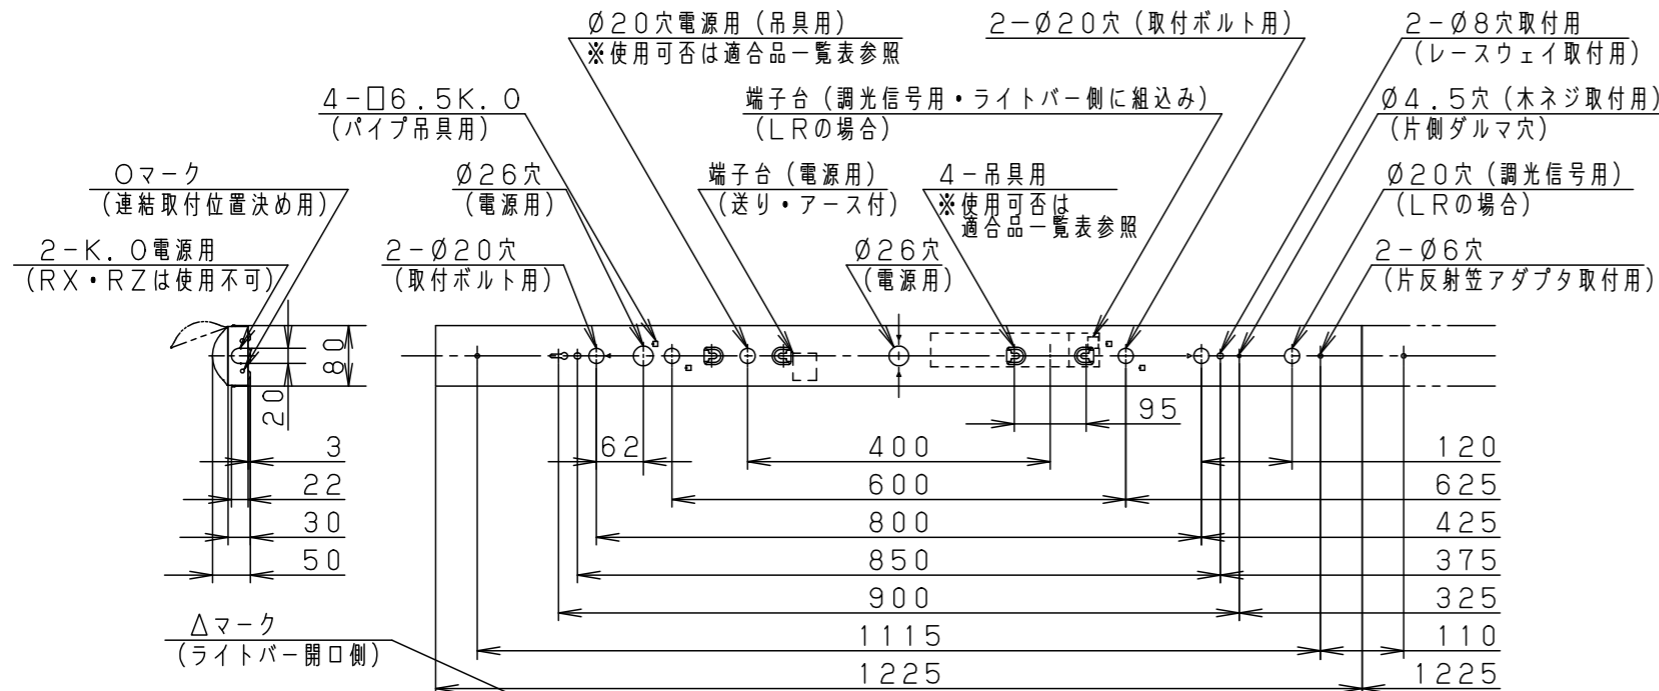 Ø20穴電源用(吊具用)
※使用可否は適合品一覧表参照
2-Ø20穴(取付ボルト用)
2-Ø8穴取付用
(レースウェイ取付用)
4-□6.5K.O
(パイプ吊具用)
端子台(調光信号用・ライトバー側に組込み)
(LRの場合)
Ø4.5穴(木ネジ取付用)
(片側ダルマ穴)
Oマーク
(連結取付位置決め用)
Ø26穴
(電源用)
端子台(電源用)
(送り・アース付)
4-吊具用
※使用可否は
適合品一覧表参照
Ø20穴(調光信号用)
(LRの場合)
2-K.O電源用
(RX・RZは使用不可)
2-Ø20穴
(取付ボルト用)
Ø26穴
(電源用)
2-Ø6穴
(片反射笠アダプタ取付用)
80
20
95
3
62
400
120
22
600
625
30
800
425
50
850
375
900
325
△マーク
(ライトバー開口側)
1115
110
1225
1225